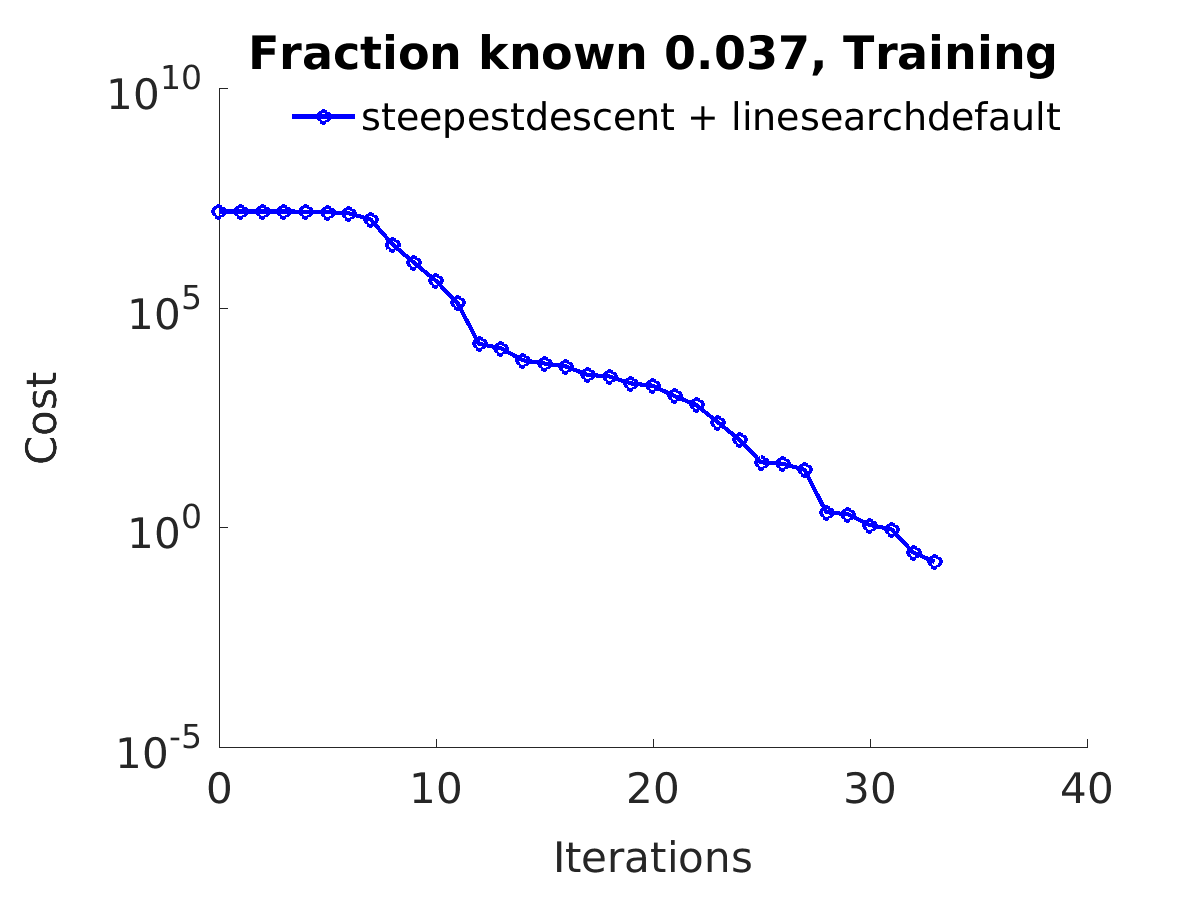 Fraction known 0.037, Training
steepestdescent + linesearchdefault
10^10
10^5
10^0
10^-5
Cost
0 10 20 30 40
Iterations